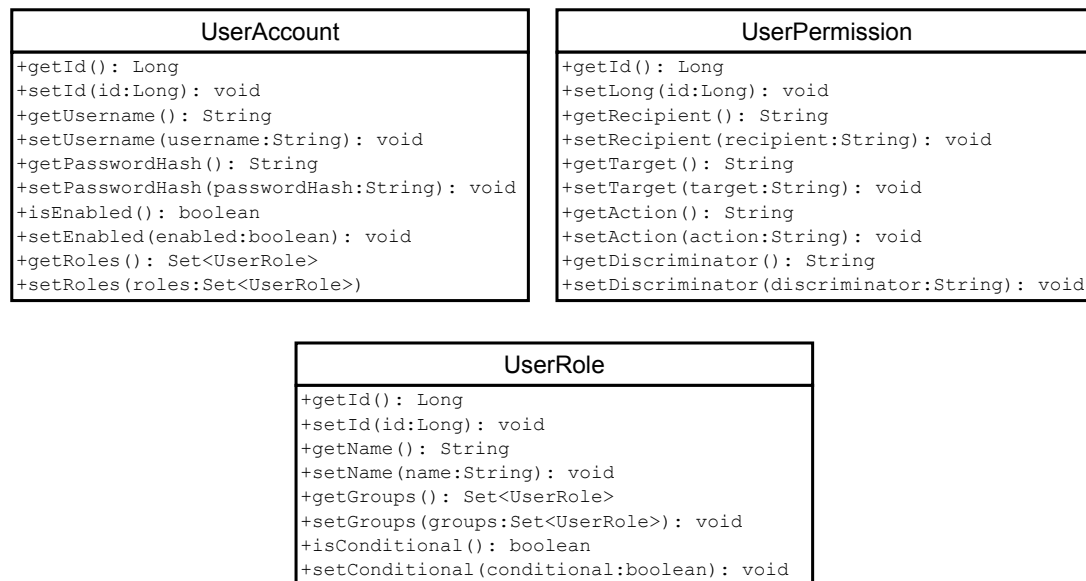 UserAccount
+getId(): Long
+setId(id:Long): void
+getUsername(): String
+setUsername(username:String): void
+getPasswordHash(): String
+setPasswordHash(passwordHash:String): void
+isEnabled(): boolean
+setEnabled(enabled:boolean): void
+getRoles(): Set<UserRole>
+setRoles(roles:Set<UserRole>)
UserPermission
+getId(): Long
+setLong(id:Long): void
+getRecipient(): String
+setRecipient(recipient:String): void
+getTarget(): String
+setTarget(target:String): void
+getAction(): String
+setAction(action:String): void
+getDiscriminator(): String
+setDiscriminator(discriminator:String): void
UserRole
+getId(): Long
+setId(id:Long): void
+getName(): String
+setName(name:String): void
+getGroups(): Set<UserRole>
+setGroups(groups:Set<UserRole>): void
+isConditional(): boolean
+setConditional(conditional:boolean): void